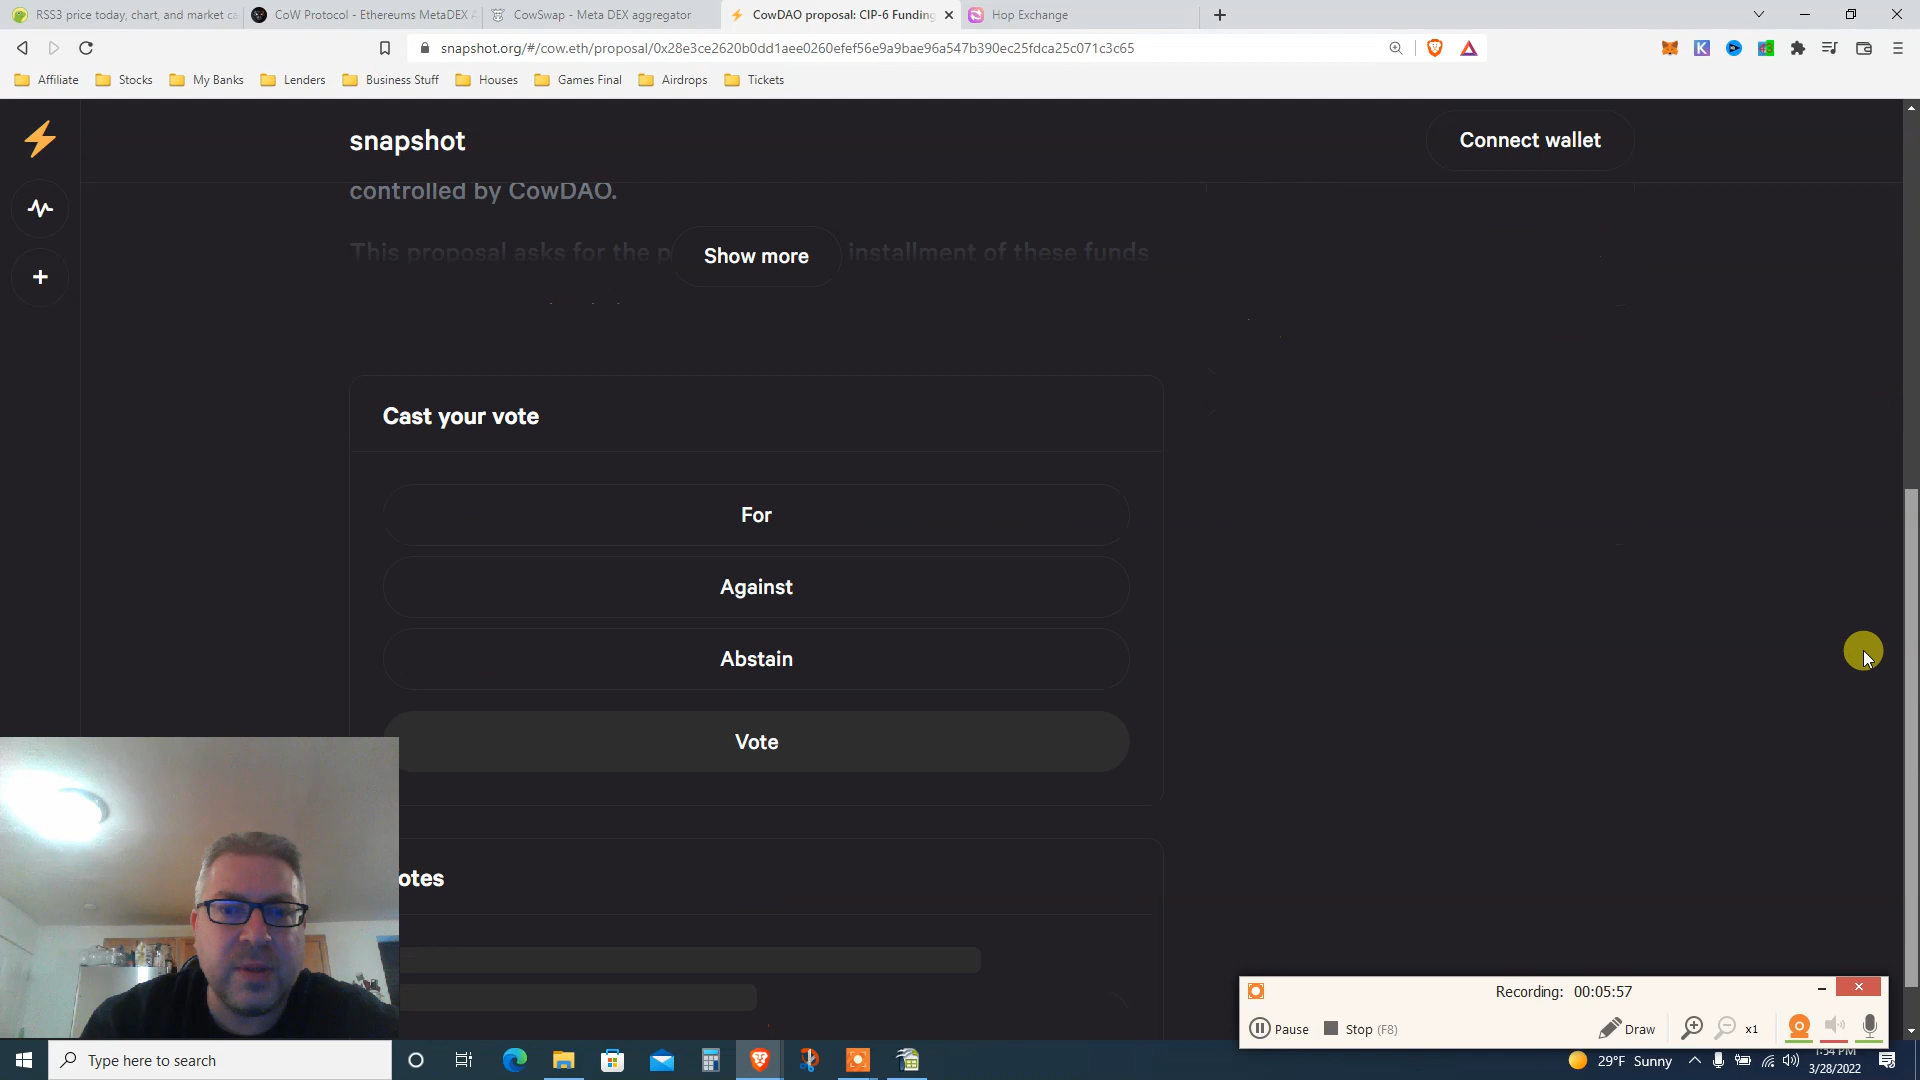 RSS3 price today, chart, and market ca
CoW Protocol - Ethereums MetaDEX A
CowSwap - Meta DEX aggregator
CowDAO proposal: CIP-6 Funding
Hop Exchange
snapshot.org/#/cow.eth/proposal/0x28e3ce2620b0dd1aee0260efef56e9a9bae96a547b390ec25fdca25c071c3c65
Affiliate
Stocks
My Banks
Lenders
Business Stuff
Houses
Games Final
Airdrops
Tickets
snapshot
Connect wallet
controlled by CowDAO.
This proposal asks for the p
Show more
installment of these funds
Cast your vote
For
Against
Abstain
Vote
otes
Recording: 00:05:57
Pause
Stop (F8)
Draw
x1
Type here to search
29°F Sunny
1:54 PM
3/28/2022